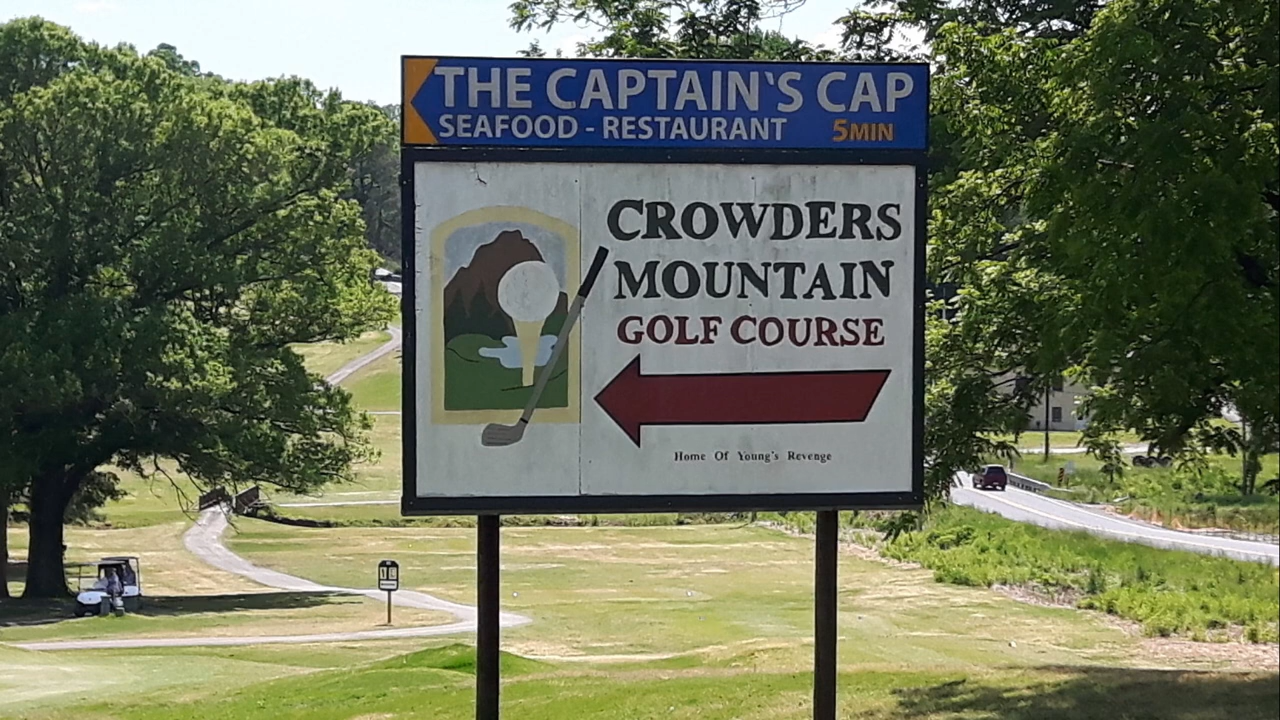 THE CAPTAIN'S CAP
SEAFOOD - RESTAURANT 5MIN
CROWDERS
MOUNTAIN
GOLF COURSE
Home Of Young's Revenge